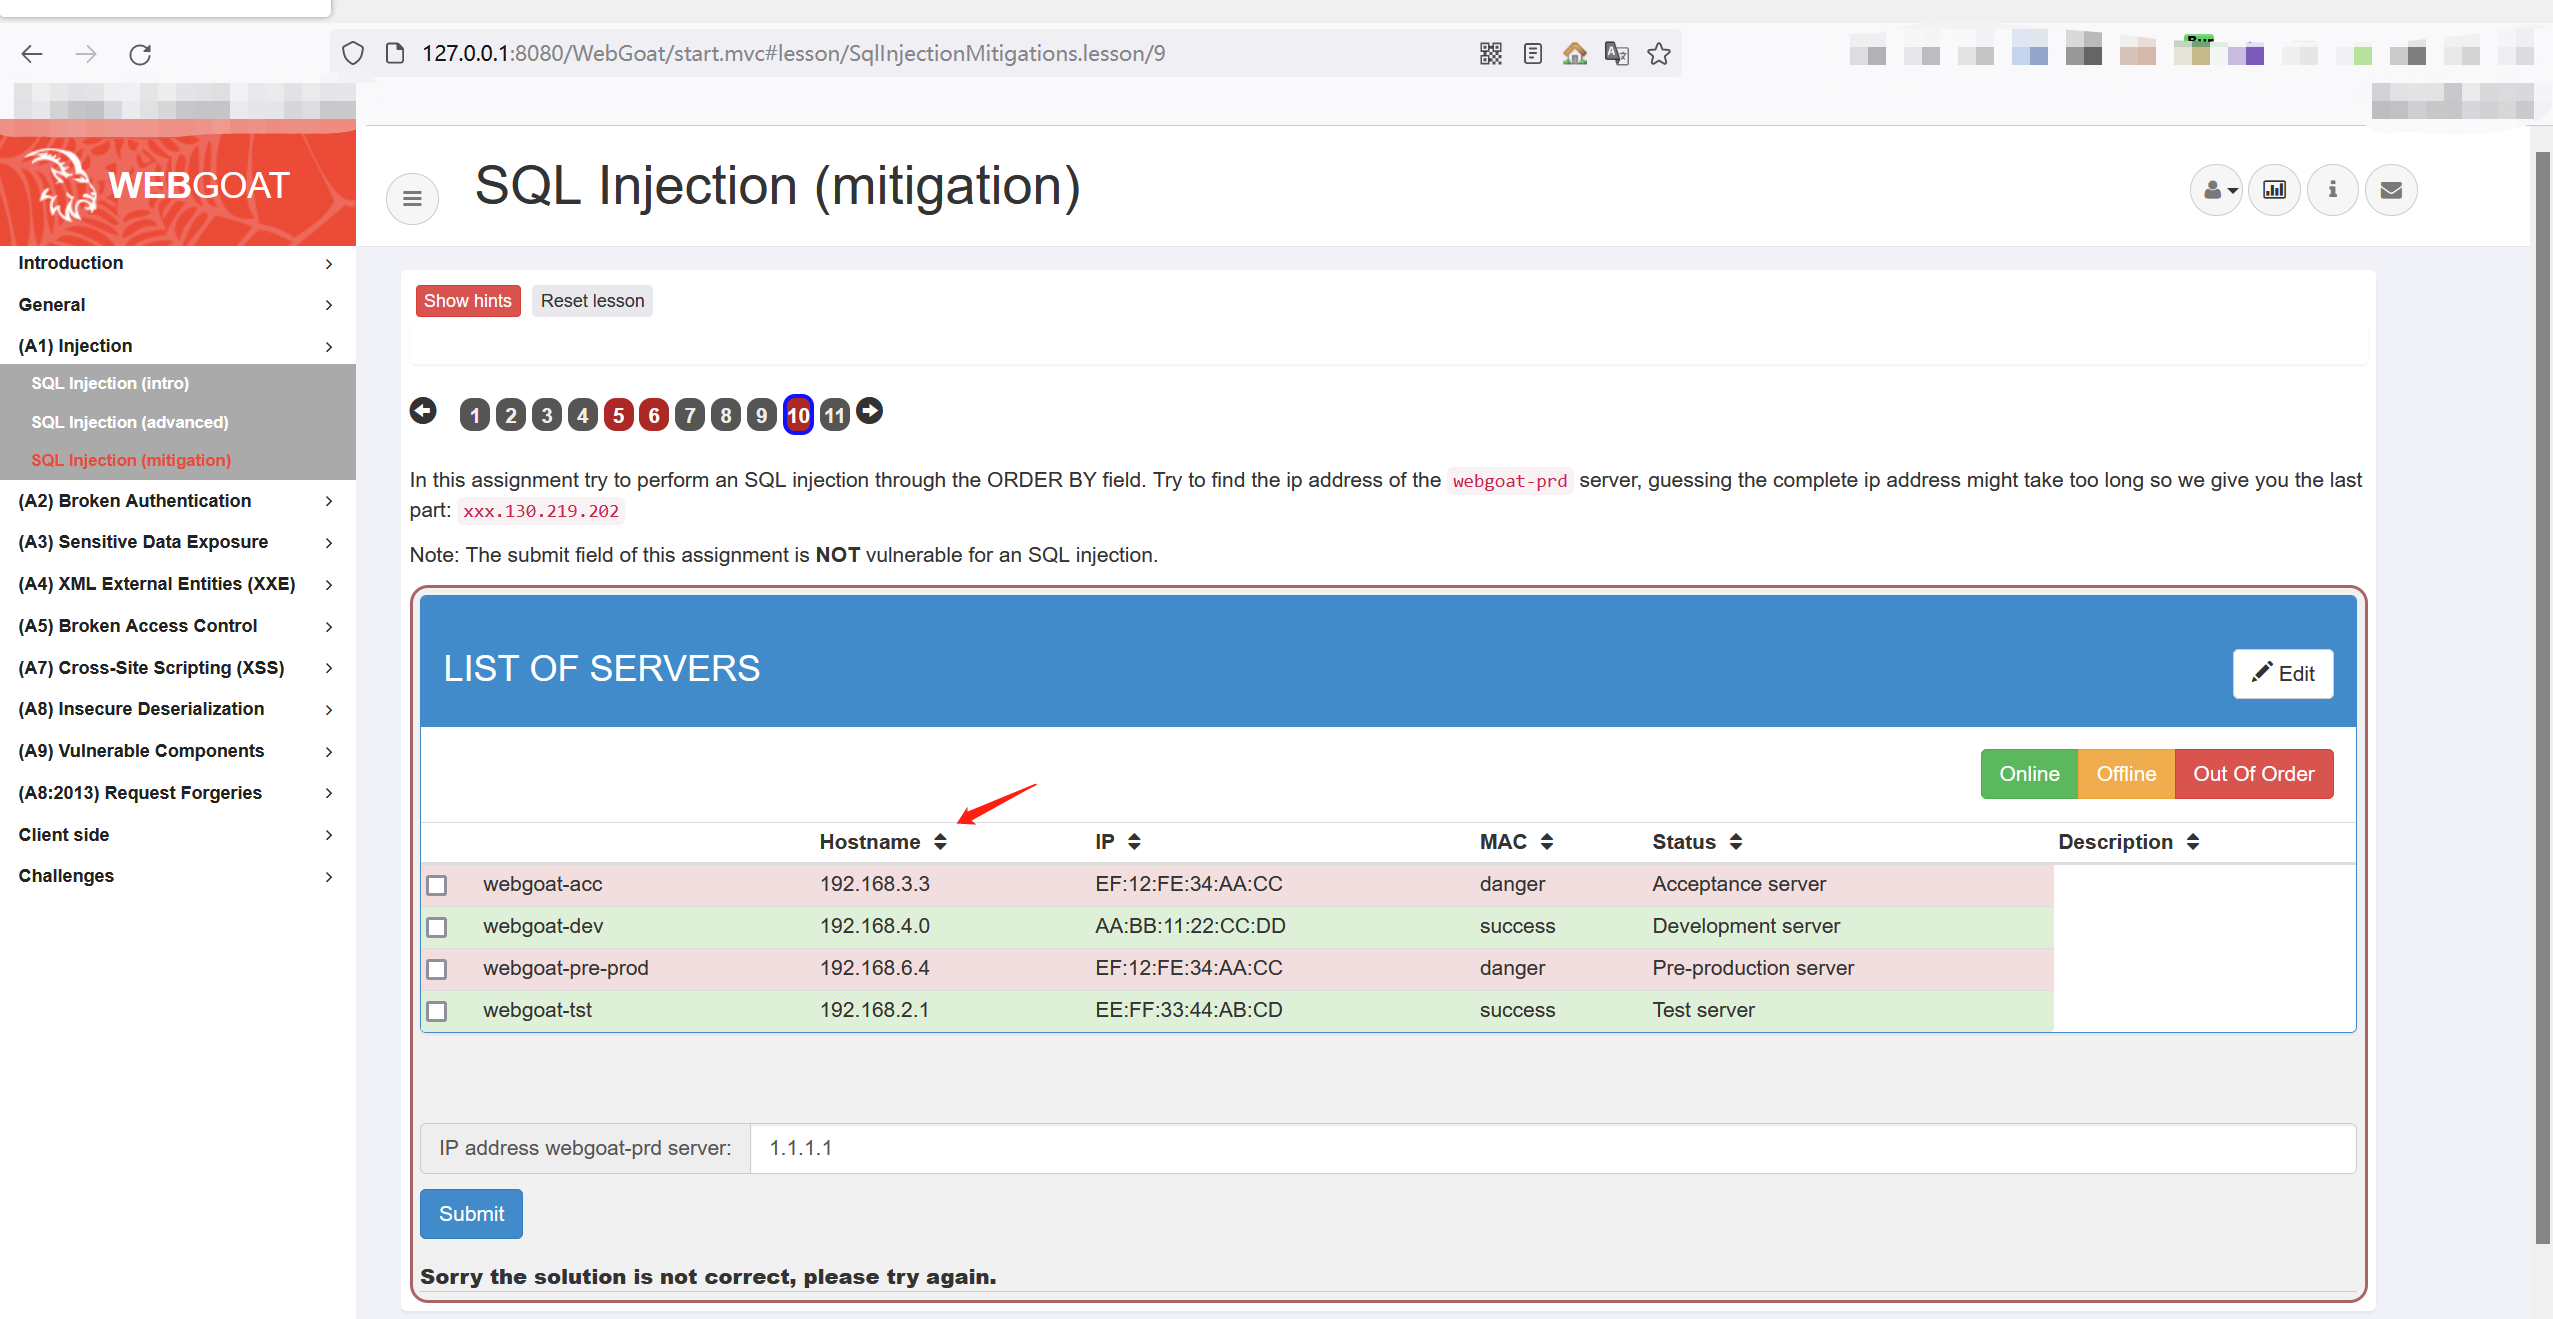 127.0.0.1:8080/WebGoat/start.mvc#lesson/SqlInjectionMitigations.lesson/9
WEBGOAT
SQL Injection (mitigation)
Introduction
General
(A1) Injection
SQL Injection (intro)
SQL Injection (advanced)
SQL Injection (mitigation)
(A2) Broken Authentication
(A3) Sensitive Data Exposure
(A4) XML External Entities (XXE)
(A5) Broken Access Control
(A7) Cross-Site Scripting (XSS)
(A8) Insecure Deserialization
(A9) Vulnerable Components
(A8:2013) Request Forgeries
Client side
Challenges
Show hints Reset lesson
1 2 3 4 5 6 7 8 9 10 11
In this assignment try to perform an SQL injection through the ORDER BY field. Try to find the ip address of the webgoat-prd server, guessing the complete ip address might take too long so we give you the last
part: xxx.130.219.202
Note: The submit field of this assignment is NOT vulnerable for an SQL injection.
LIST OF SERVERS
Edit
Online Offline Out Of Order
Hostname IP MAC Status Description
webgoat-acc 192.168.3.3 EF:12:FE:34:AA:CC danger Acceptance server
webgoat-dev 192.168.4.0 AA:BB:11:22:CC:DD success Development server
webgoat-pre-prod 192.168.6.4 EF:12:FE:34:AA:CC danger Pre-production server
webgoat-tst 192.168.2.1 EE:FF:33:44:AB:CD success Test server
IP address webgoat-prd server: 1.1.1.1
Submit
Sorry the solution is not correct, please try again.